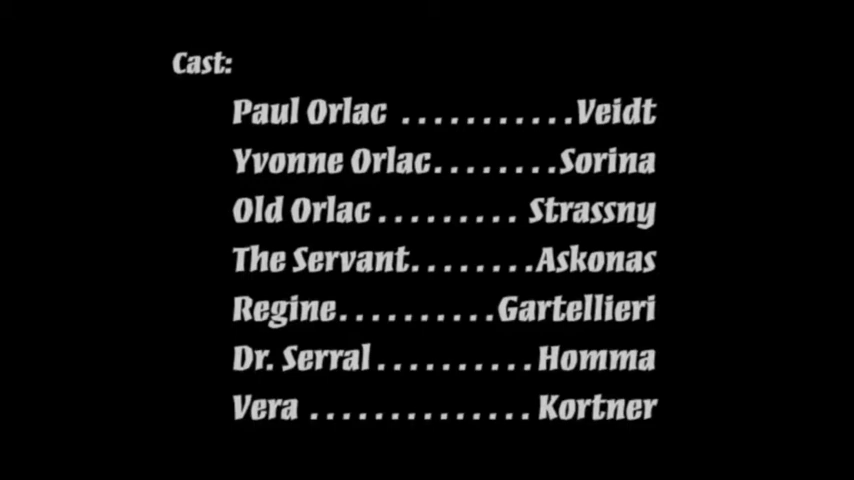 Cast:
Paul Orlac ...........Veidt
Yvonne Orlac........Sorina
Old Orlac ......... Strassny
The Servant........Askonas
Regine..........Gartellieri
Dr. Serral ..........Homma
Vera .............. Kortner